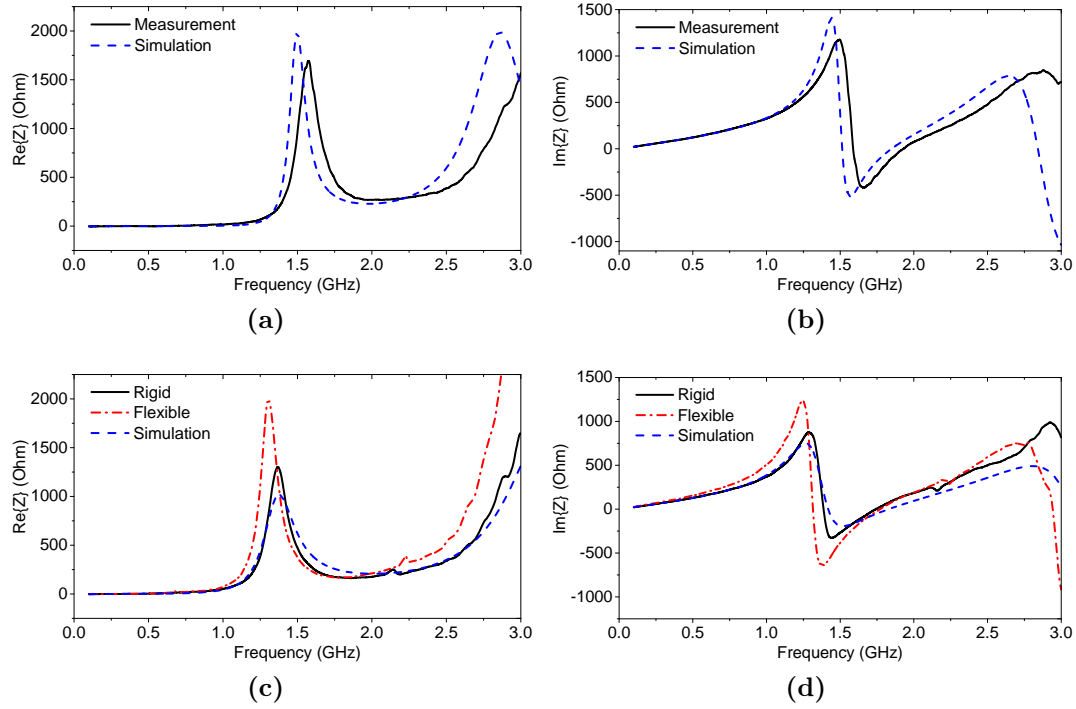 Measurement
Simulation
2000
1500
1000
500
0
Re{Z} (Ohm)
0.0 0.5 1.0 1.5 2.0 2.5 3.0
Frequency (GHz)
(a)
1500
Measurement
Simulation
1000
500
0
-500
-1000
Im{Z} (Ohm)
0.0 0.5 1.0 1.5 2.0 2.5 3.0
Frequency (GHz)
(b)
Rigid
Flexible
Simulation
2000
1500
1000
500
0
Re{Z} (Ohm)
0.0 0.5 1.0 1.5 2.0 2.5 3.0
Frequency (GHz)
(c)
1500
Rigid
Flexible
Simulation
1000
500
0
-500
-1000
Im{Z} (Ohm)
0.0 0.5 1.0 1.5 2.0 2.5 3.0
Frequency (GHz)
(d)